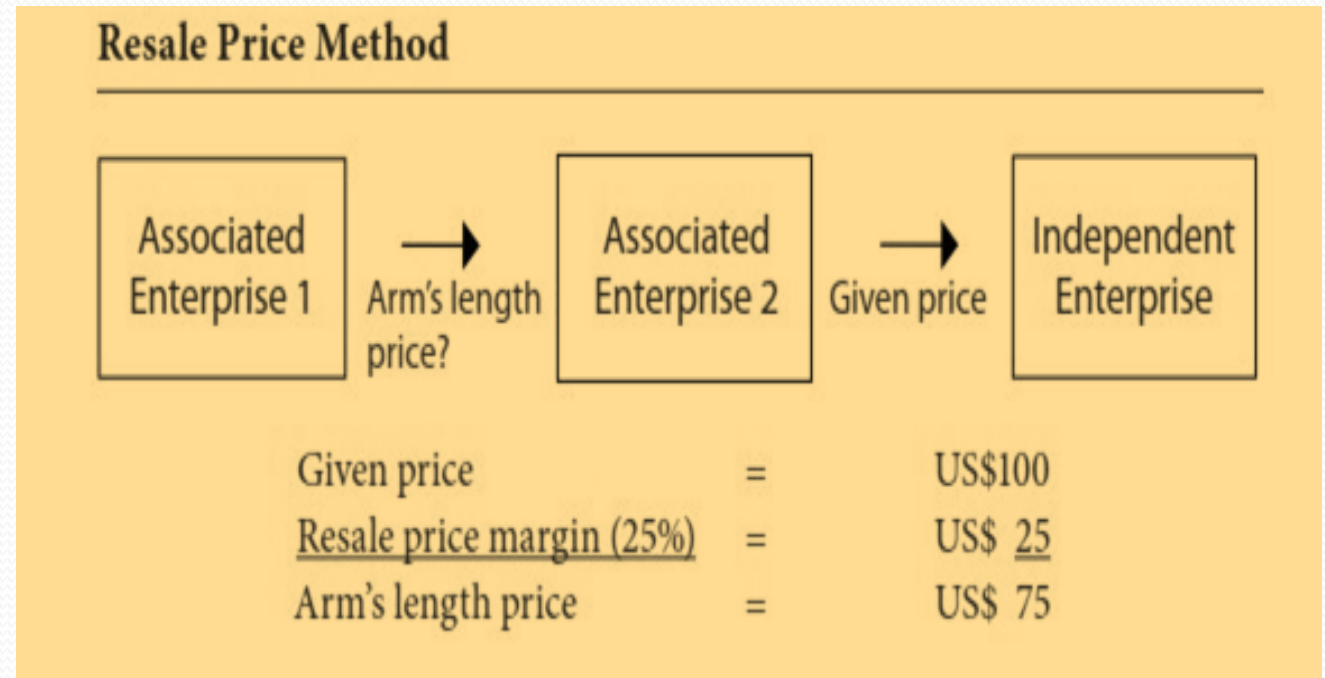 Resale Price Method
Associated
Enterprise 1
Arm's length
price?
Associated
Enterprise 2
Given price
Independent
Enterprise
Given price = US$100
Resale price margin (25%) = US$ 25
Arm's length price = US$ 75